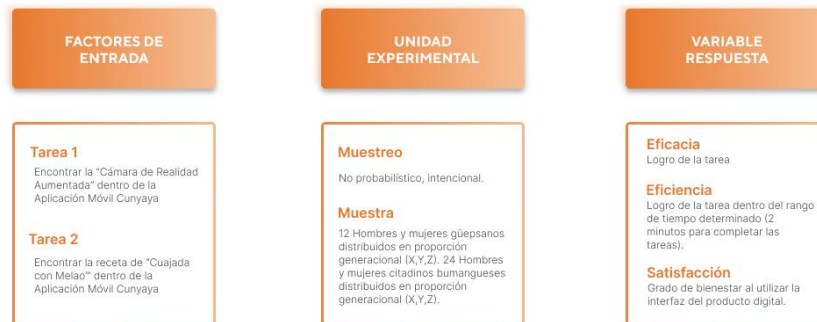 FACTORES DE
ENTRADA
Tarea 1
Encontrar la "Cámara de Realidad
Aumentada" dentro de la
Aplicación Móvil Cunyaya
Tarea 2
Encontrar la receta de "Cuajada
con Melao"' dentro de la
Aplicación Móvil Cunyaya
UNIDAD
EXPERIMENTAL
Muestreo
No probabilístico, intencional.
Muestra
12 Hombres y mujeres güepsanos
distribuidos en proporción
generacional (X,Y,Z). 24 Hombres
y mujeres citadinos bumangueses
distribuidos en proporción
generacional (X,Y,Z).
VARIABLE
RESPUESTA
Eficacia
Logro de la tarea
Eficiencia
Logro de la tarea dentro del rango
de tiempo determinado (2
minutos para completar las
tareas).
Satisfacción
Grado de bienestar al utilizar la
interfaz del producto digital.